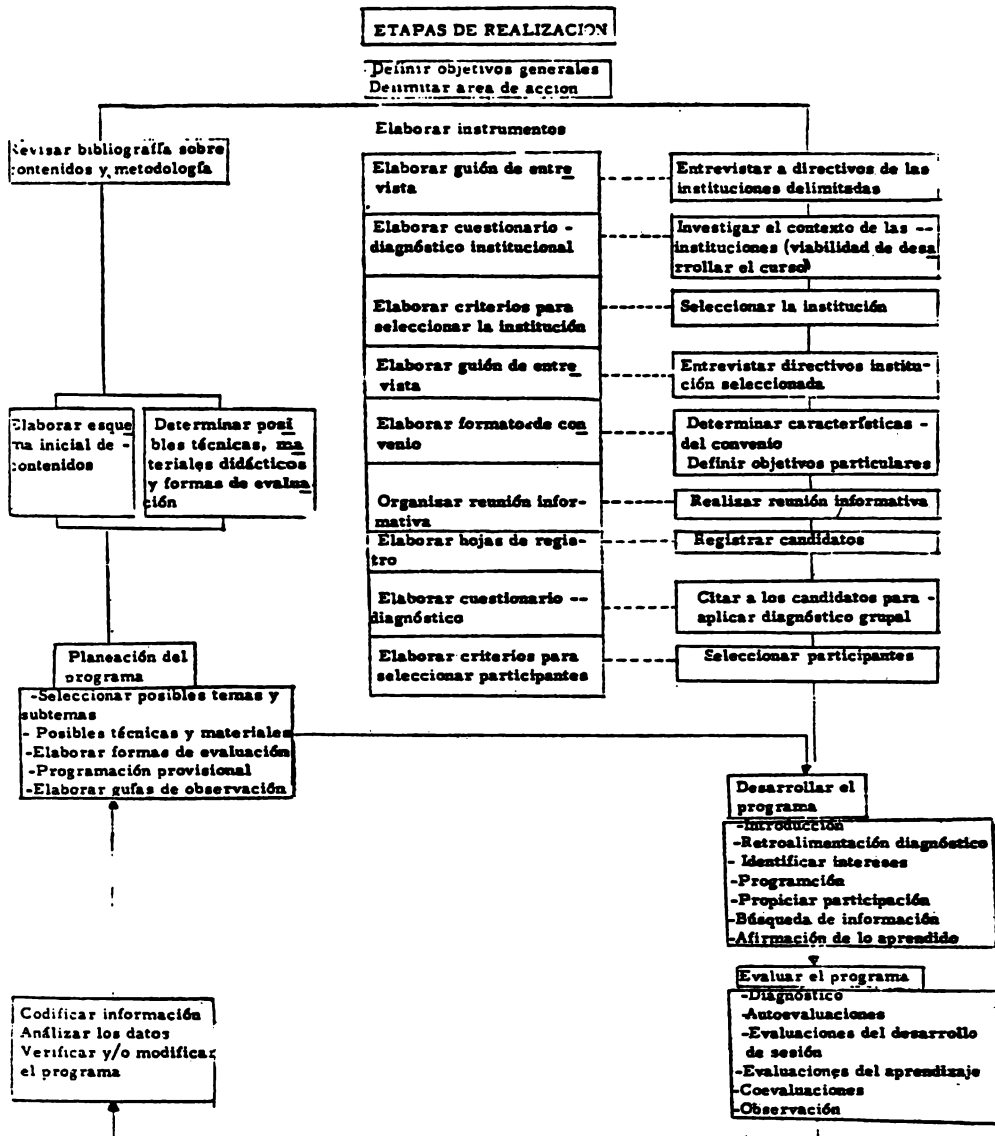 ETAPAS DE REALIZACION
Definir objetivos generales
Delimitar area de accion
Revisar bibliografía sobre
contenidos y metodología
Elaborar esque
ma inicial de -
contenidos
Determinar posi
bles técnicas, ma
teriales didácticos
y formas de evalua
ción
Planeación del
programa
-Seleccionar posibles temas y
subtemas
- Posibles técnicas y materiales
-Elaborar formas de evaluación
-Programación provisional
-Elaborar guías de observación
Codificar información
Análizar los datos
Verificar y/o modificar
el programa
Elaborar instrumentos
Elaborar guión de entre
vista
Elaborar cuestionario -
diagnóstico institucional
Elaborar criterios para
seleccionar la institución
Elaborar guión de entre
vista
Elaborar formato de con
venio
Organizar reunión infor-
mativa
Elaborar hojas de regis-
tro
Elaborar cuestionario --
diagnóstico
Elaborar criterios para
seleccionar participantes
Entrevistar a directivos de las
instituciones delimitadas
Investigar el contexto de las --
instituciones (viabilidad de desa
rrollar el curso)
Seleccionar la institución
Entrevistar directivos institu-
ción seleccionada
Determinar características -
del convenio
Definir objetivos particulares
Realizar reunión informativa
Registrar candidatos
Citar a los candidatos para -
aplicar diagnóstico grupal
Seleccionar participantes
Desarrollar el
programa
-Introducción
-Retroalimentación diagnóstico
- Identificar intereses
-Programción
-Propiciar participación
-Búsqueda de información
-Afirmación de lo aprendido
Evaluar el programa
-Diagnóstico
-Autoevaluaciones
-Evaluaciones del desarrollo
de sesión
-Evaluaciones del aprendizaje
-Coevaluaciones
-Observación